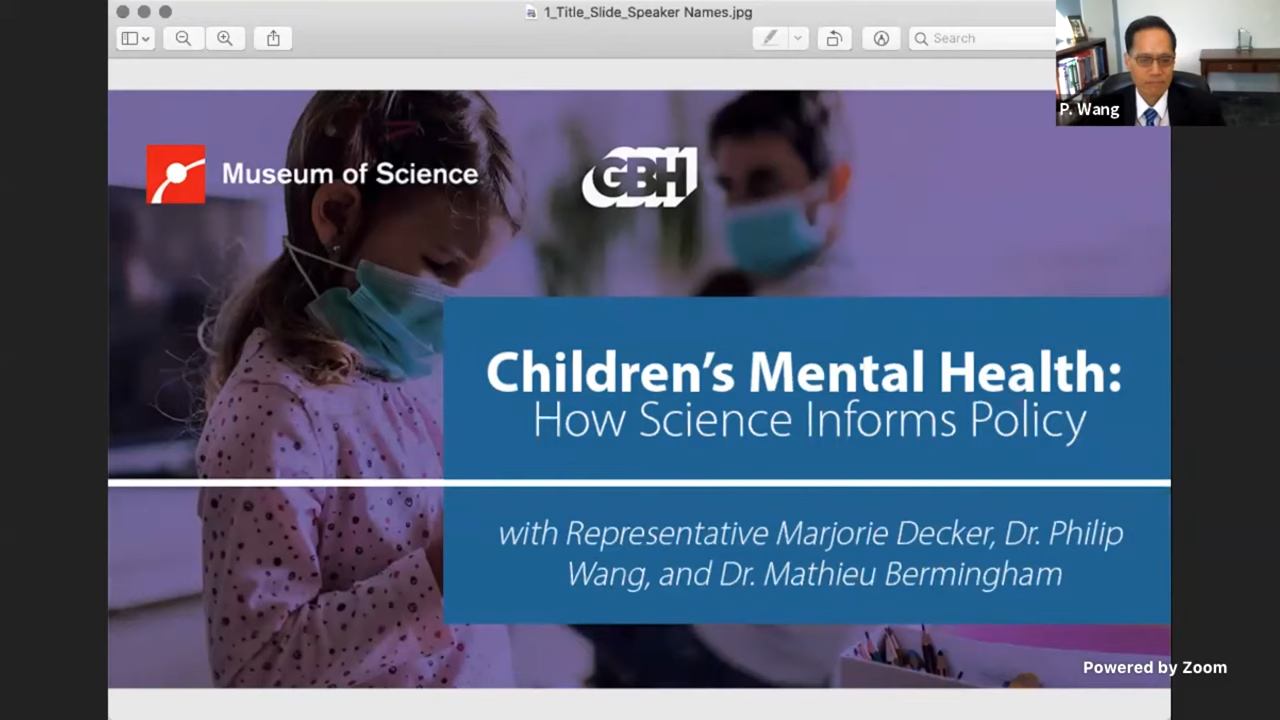 1_Title_Slide_Speaker Names.jpg
Search
P. Wang
Museum of Science
GBH
Children's Mental Health:
How Science Informs Policy
with Representative Marjorie Decker, Dr. Philip
Wang, and Dr. Mathieu Bermingham
Powered by Zoom